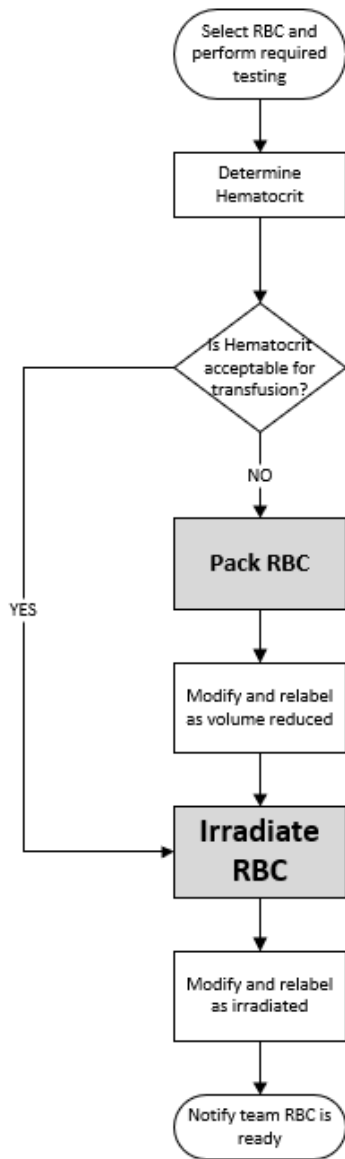 Select RBC and
perform required
testing
Determine
Hematocrit
Is Hematocrit
acceptable for
transfusion?
NO
Pack RBC
YES
Modify and relabel
as volume reduced
Irradiate
RBC
Modify and relabel
as irradiated
Notify team RBC is
ready